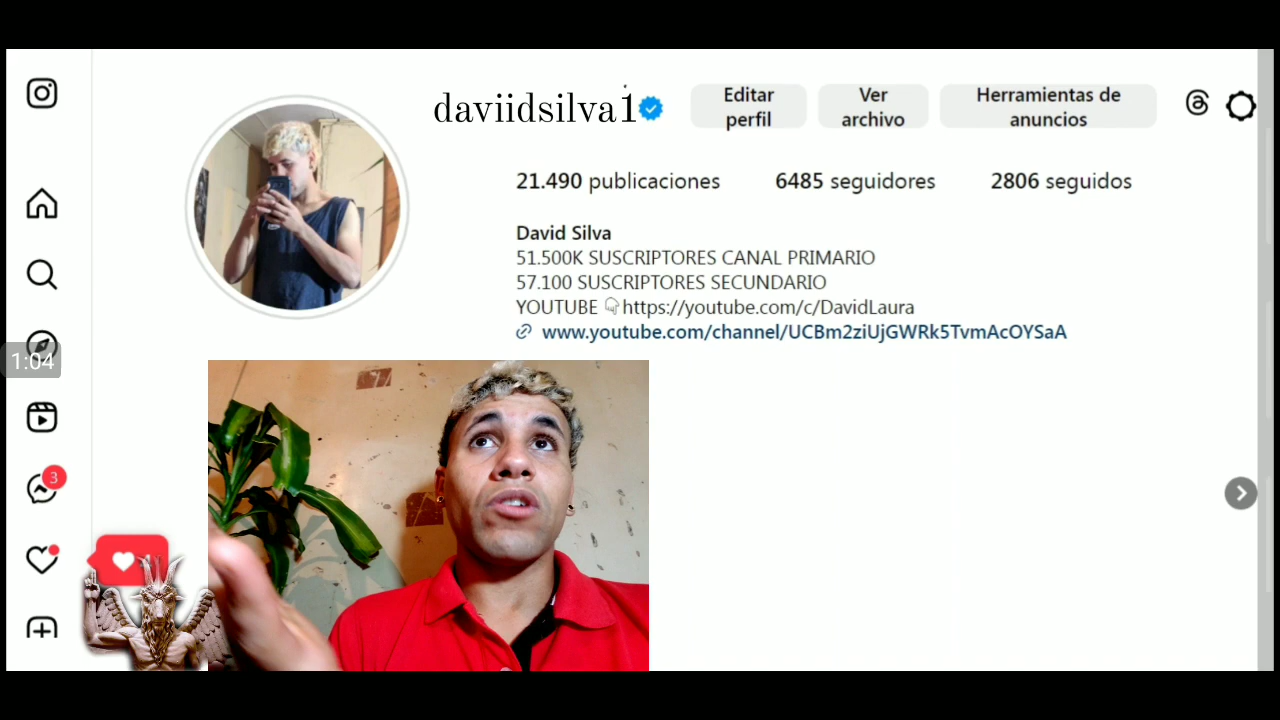 daviidsilva1
Editar perfil
Ver archivo
Herramientas de anuncios
21.490 publicaciones 6485 seguidores 2806 seguidos
David Silva
51.500K SUSCRIPTORES CANAL PRIMARIO
57.100 SUSCRIPTORES SECUNDARIO
YOUTUBE 👇https://youtube.com/c/DavidLaura
www.youtube.com/channel/UCBm2ziUjGWRk5TvmAcOYSaA
1:04
3